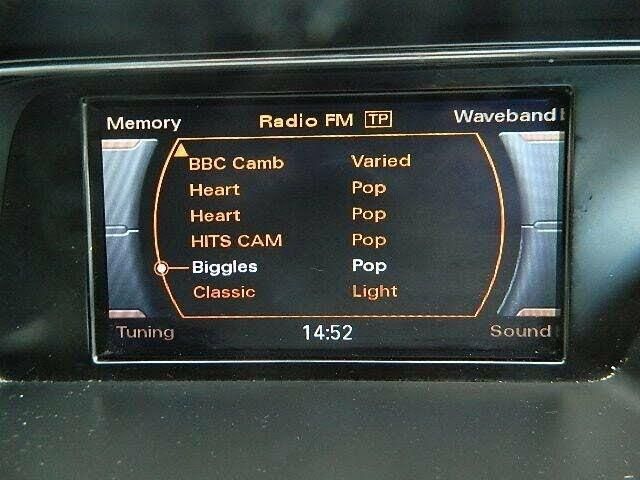 Memory Radio FM TP Waveband
BBC Camb Varied
Heart Pop
Heart Pop
HITS CAM Pop
Biggles Pop
Classic Light
Tuning 14:52 Sound